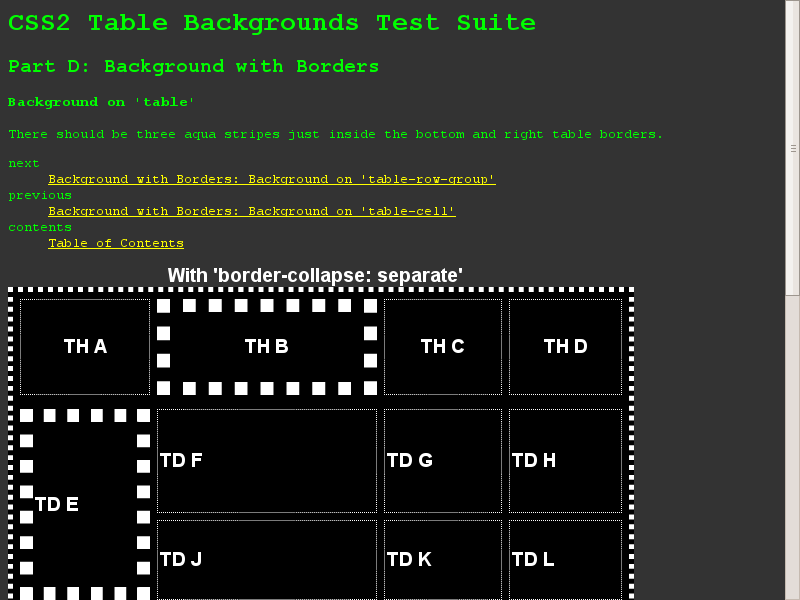 CSS2 Table Backgrounds Test Suite
Part D: Background with Borders
Background on 'table'
There should be three aqua stripes just inside the bottom and right table borders.
next
Background with Borders: Background on 'table-row-group'
previous
Background with Borders: Background on 'table-cell'
contents
Table of Contents
With 'border-collapse: separate'
TH A TH B TH C TH D
TD F TD G TD H
TD E
TD J TD K TD L